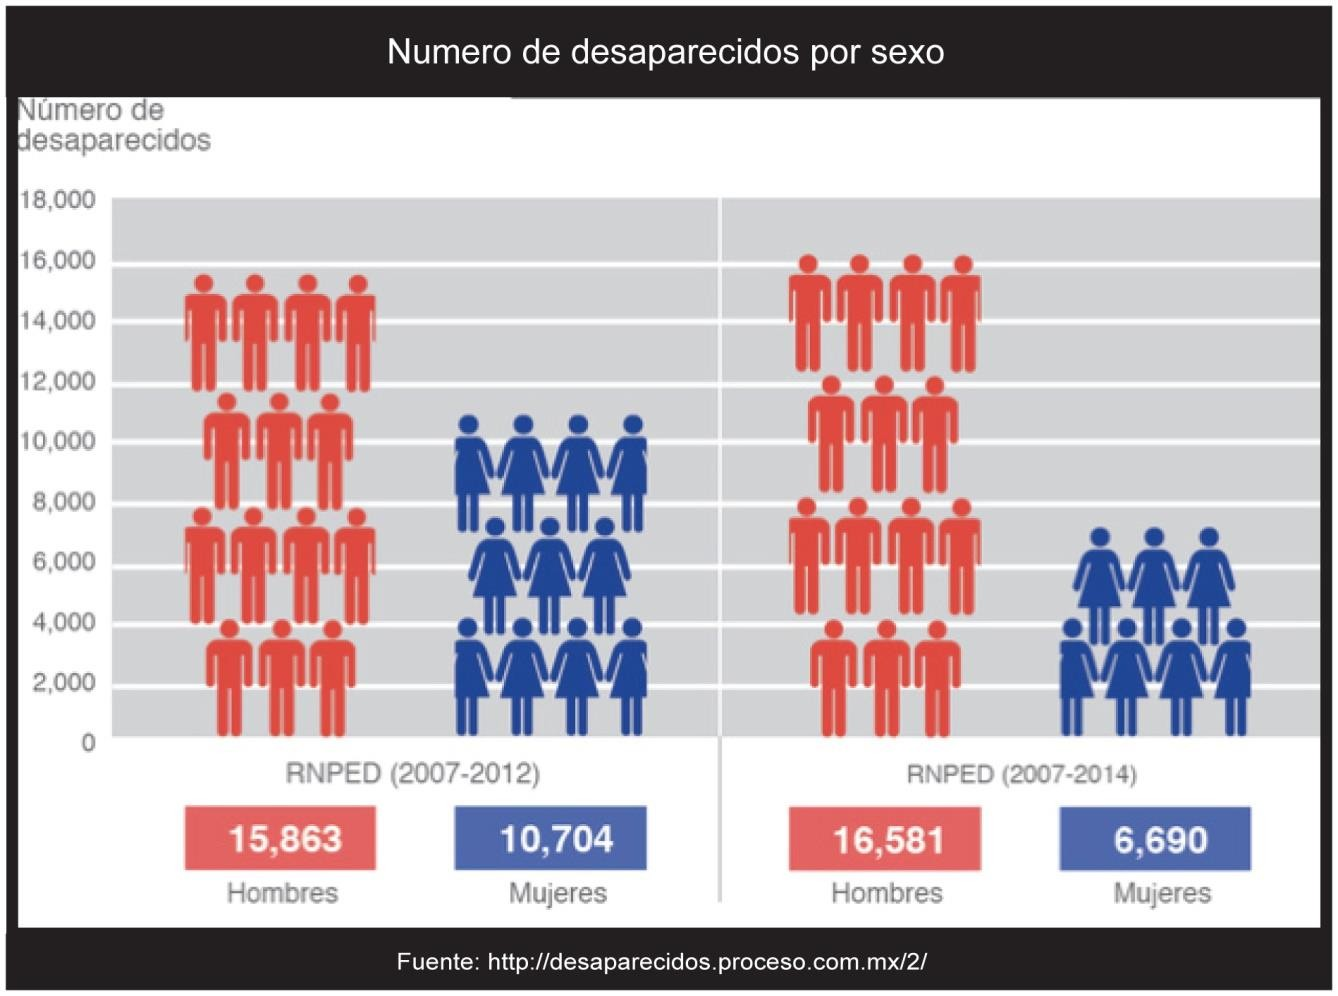 Numero de desaparecidos por sexo
Número de
desaparecidos
18,000
16,000
14,000
12,000
10,000
8,000
6,000
4,000
2,000
0
RNPED (2007-2012)
RNPED (2007-2014)
15,863
10,704
16,581
6,690
Hombres
Mujeres
Hombres
Mujeres
Fuente: http://desaparecidos.proceso.com.mx/2/